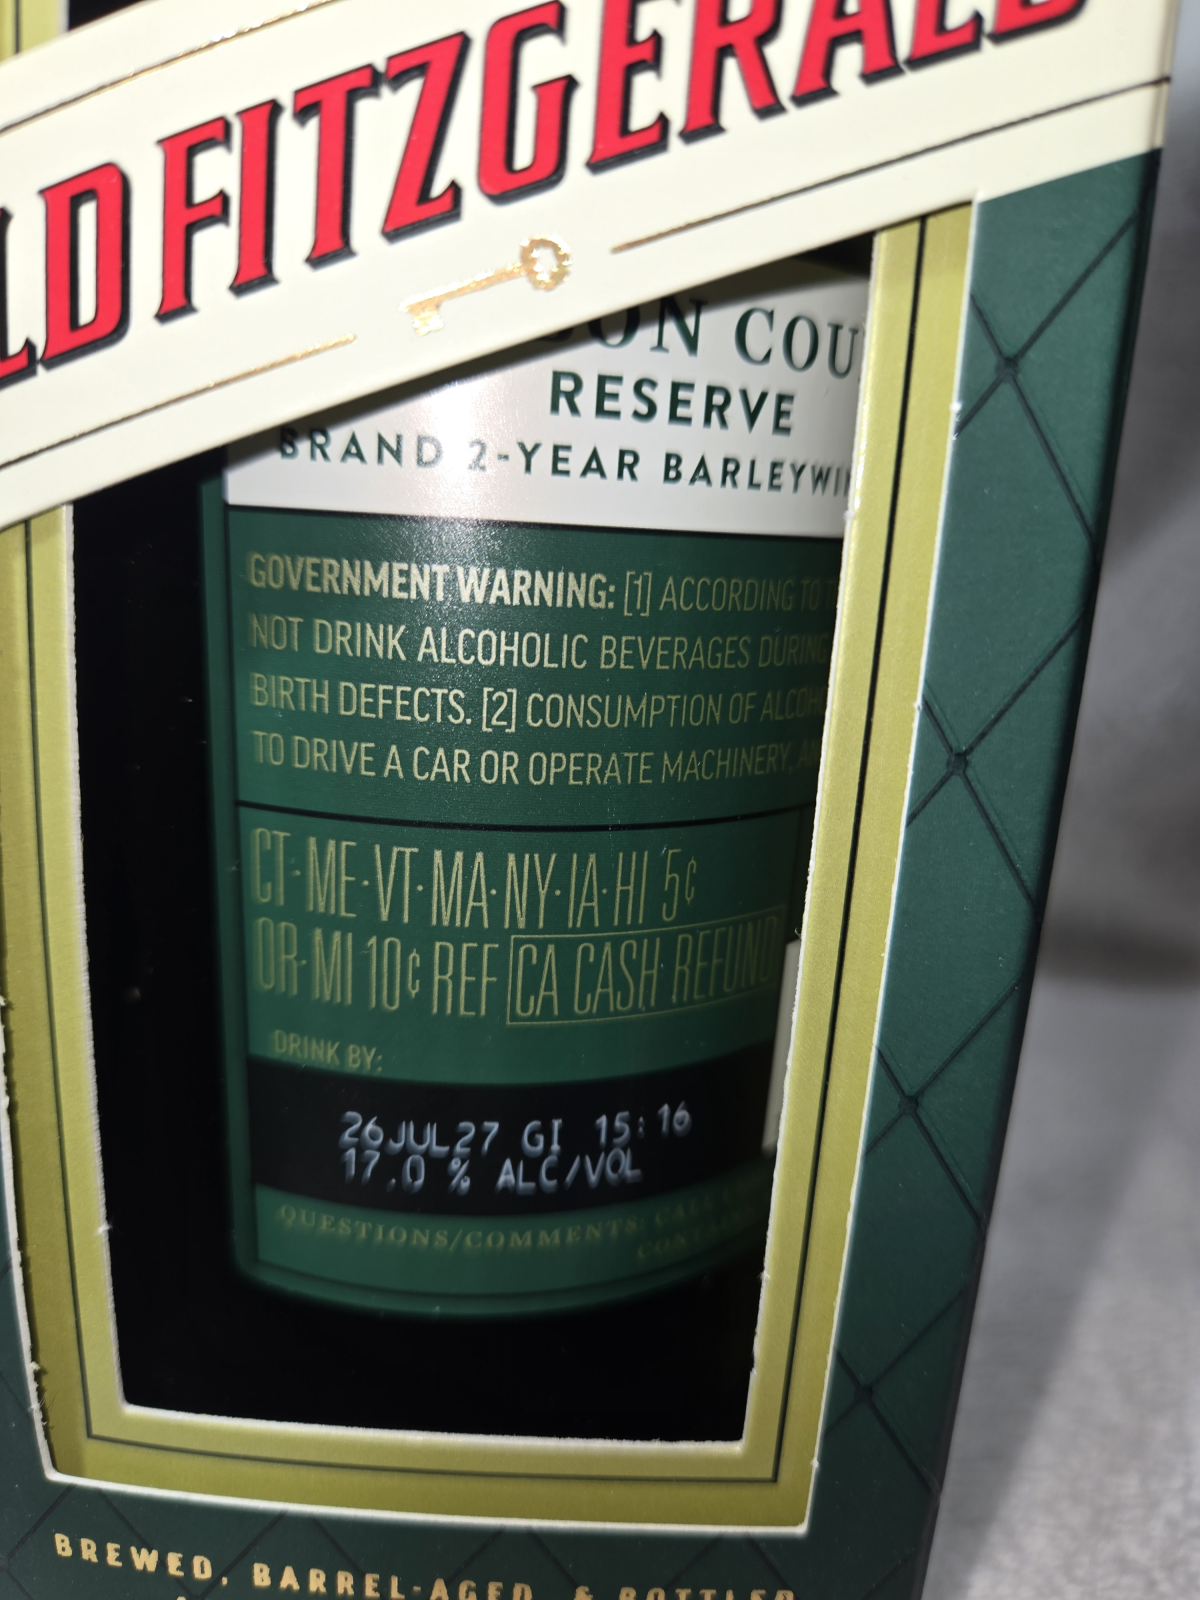 LD FITZGERALD
ON COU
RESERVE
BRAND 2-YEAR BARLEYWI
GOVERNMENT WARNING: [1] ACCORDING TO T
NOT DRINK ALCOHOLIC BEVERAGES DURING
BIRTH DEFECTS. [2] CONSUMPTION OF ALCOHO
TO DRIVE A CAR OR OPERATE MACHINERY, A
CT·ME·VT·MA·NY·IA·HI 5¢
OR·MI 10¢ REF CA CASH REFUND
DRINK BY:
26JUL27 GI 15:16
17.0 % ALC/VOL
QUESTIONS/COMMENTS: CALL
BREWED, BARREL-AGED, & BOTTLED